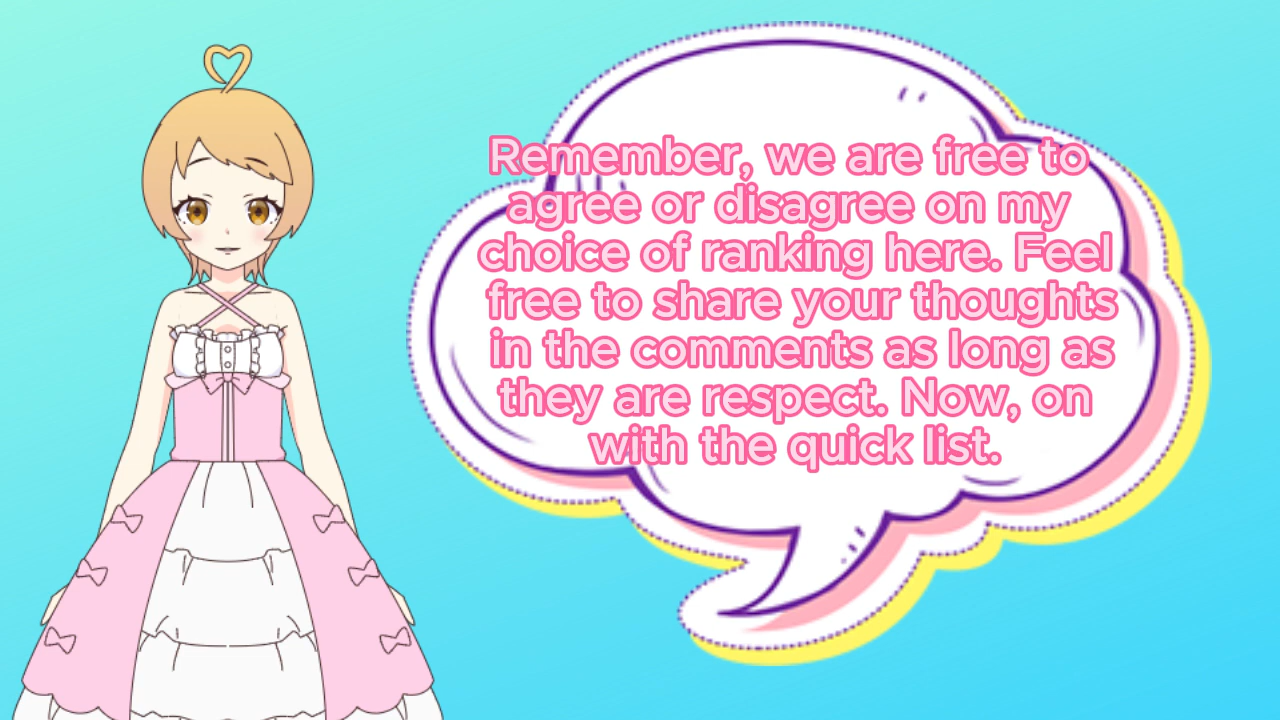 Remember, we are free to
agree or disagree on my
choice of ranking here. Feel
free to share your thoughts
in the comments as long as
they are respect. Now, on
with the quick list.